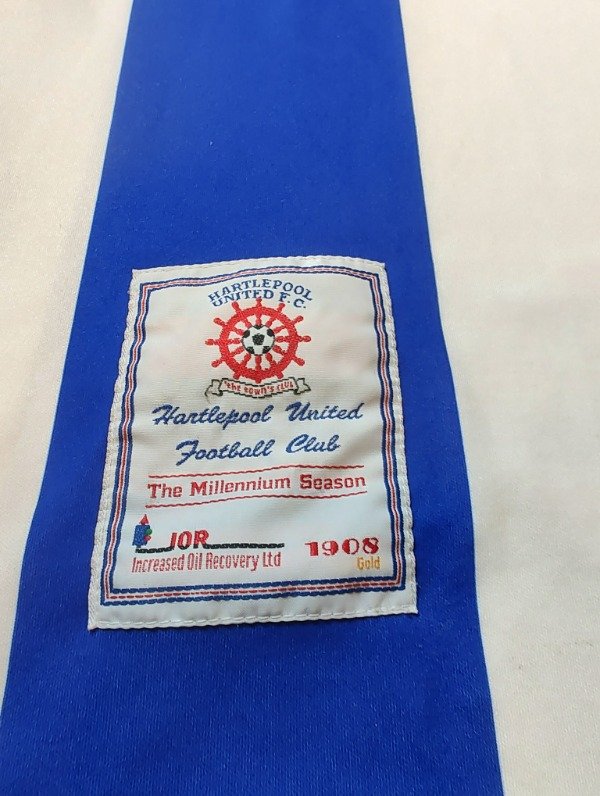 HARTLEPOOL
UNITED F.C.
"THE TOWN'S CLUB"
Hartlepool United
Football Club
The Millennium Season
IOR
Increased Oil Recovery Ltd
1908
Gold